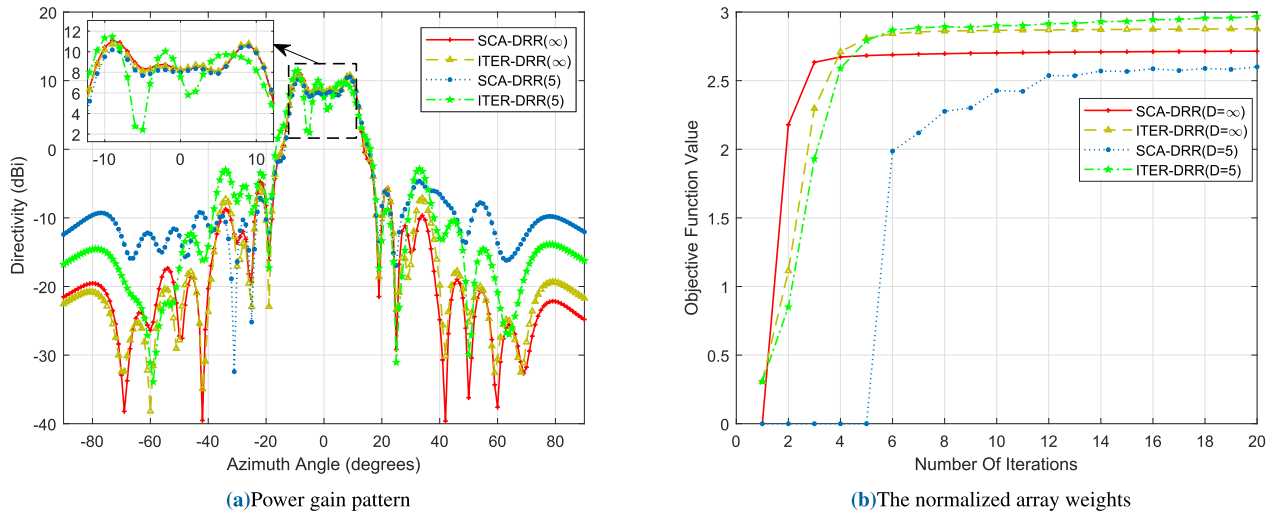 12
10
8
6
4
2
-10
0
10
SCA-DRR(∞)
ITER-DRR(∞)
SCA-DRR(5)
ITER-DRR(5)
20
10
0
-10
-20
-30
-40
Directivity (dBi)
-80 -60 -40 -20 0 20 40 60 80
Azimuth Angle (degrees)
(a)Power gain pattern
3
2.5
2
1.5
1
0.5
0
Objective Function Value
SCA-DRR(D=∞)
ITER-DRR(D=∞)
SCA-DRR(D=5)
ITER-DRR(D=5)
0 2 4 6 8 10 12 14 16 18 20
Number Of Iterations
(b)The normalized array weights